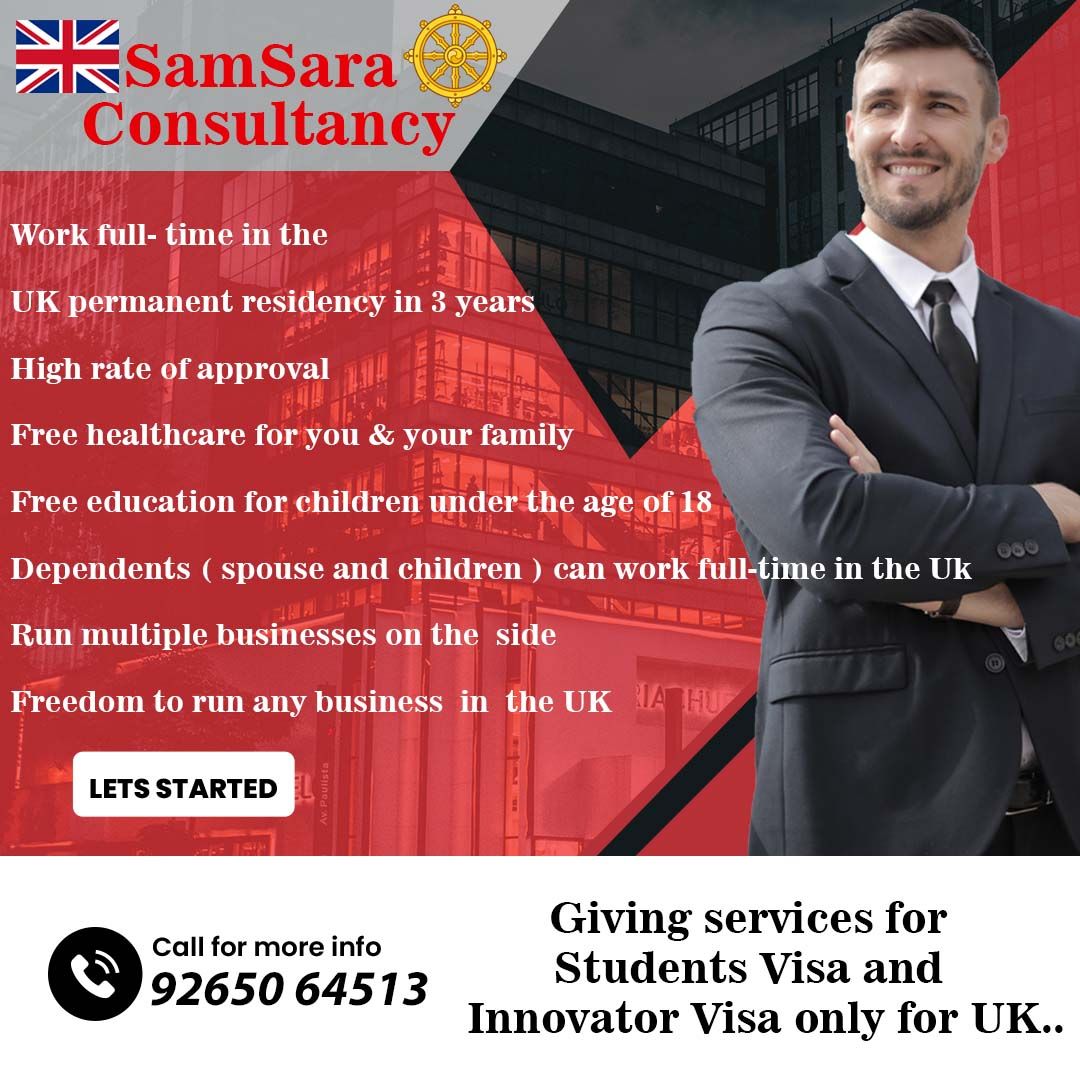 SamSara
Consultancy
Work full- time in the
UK permanent residency in 3 years
High rate of approval
Free healthcare for you & your family
Free education for children under the age of 18
Dependents ( spouse and children ) can work full-time in the Uk
Run multiple businesses on the side
Freedom to run any business in the UK
LETS STARTED
Av. Paulista
Call for more info
92650 64513
Giving services for
Students Visa and
Innovator Visa only for UK..